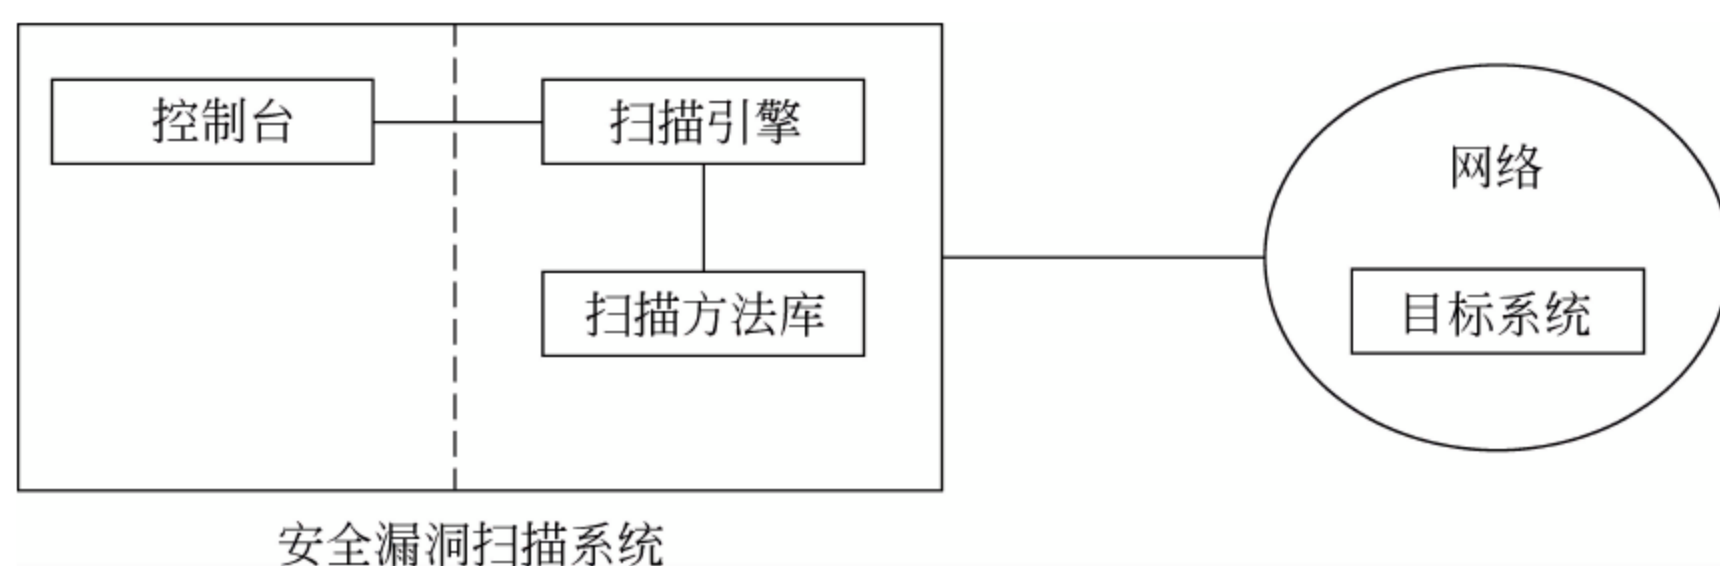 控制台
扫描引擎
网络
扫描方法库
目标系统
安全漏洞扫描系统